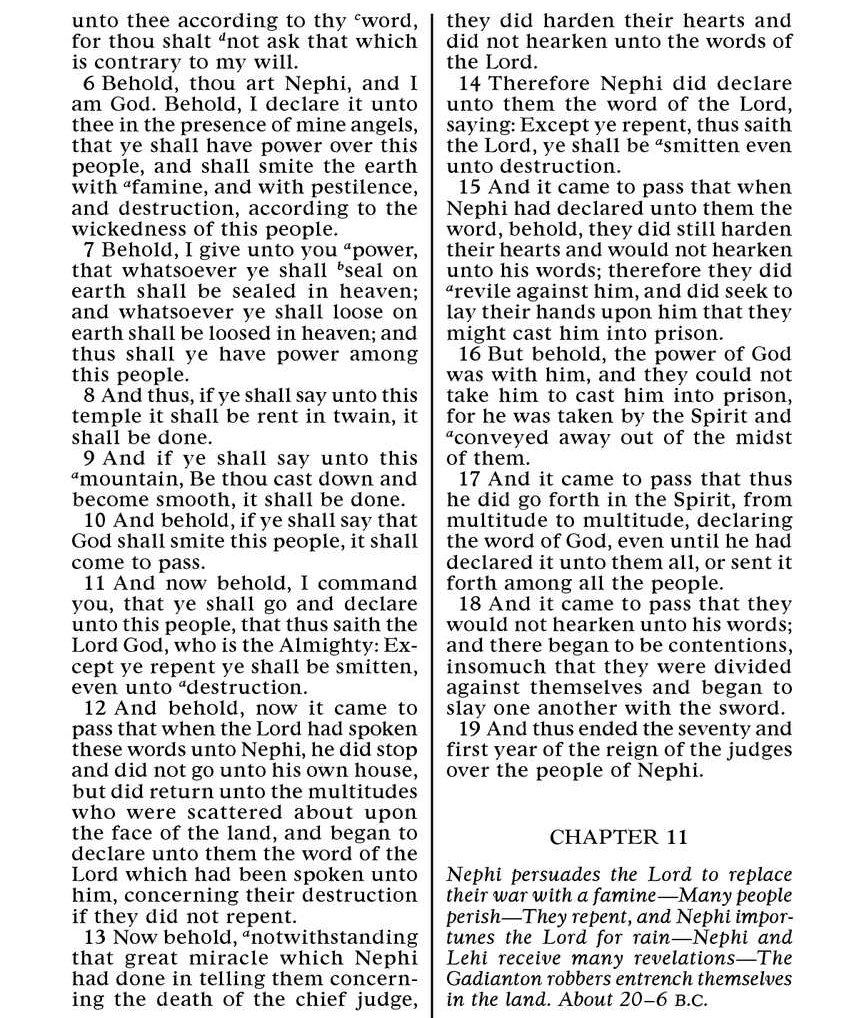 unto thee according to thy ᶜword,
for thou shalt ᵈnot ask that which
is contrary to my will.
6 Behold, thou art Nephi, and I
am God. Behold, I declare it unto
thee in the presence of mine angels,
that ye shall have power over this
people, and shall smite the earth
with ᵃfamine, and with pestilence,
and destruction, according to the
wickedness of this people.
7 Behold, I give unto you ᵃpower,
that whatsoever ye shall ᵇseal on
earth shall be sealed in heaven;
and whatsoever ye shall loose on
earth shall be loosed in heaven; and
thus shall ye have power among
this people.
8 And thus, if ye shall say unto this
temple it shall be rent in twain, it
shall be done.
9 And if ye shall say unto this
ᵃmountain, Be thou cast down and
become smooth, it shall be done.
10 And behold, if ye shall say that
God shall smite this people, it shall
come to pass.
11 And now behold, I command
you, that ye shall go and declare
unto this people, that thus saith the
Lord God, who is the Almighty: Ex-
cept ye repent ye shall be smitten,
even unto ᵃdestruction.
12 And behold, now it came to
pass that when the Lord had spoken
these words unto Nephi, he did stop
and did not go unto his own house,
but did return unto the multitudes
who were scattered about upon
the face of the land, and began to
declare unto them the word of the
Lord which had been spoken unto
him, concerning their destruction
if they did not repent.
13 Now behold, ᵃnotwithstanding
that great miracle which Nephi
had done in telling them concern-
ing the death of the chief judge,
they did harden their hearts and
did not hearken unto the words of
the Lord.
14 Therefore Nephi did declare
unto them the word of the Lord,
saying: Except ye repent, thus saith
the Lord, ye shall be ᵃsmitten even
unto destruction.
15 And it came to pass that when
Nephi had declared unto them the
word, behold, they did still harden
their hearts and would not hearken
unto his words; therefore they did
ᵃrevile against him, and did seek to
lay their hands upon him that they
might cast him into prison.
16 But behold, the power of God
was with him, and they could not
take him to cast him into prison,
for he was taken by the Spirit and
ᵃconveyed away out of the midst
of them.
17 And it came to pass that thus
he did go forth in the Spirit, from
multitude to multitude, declaring
the word of God, even until he had
declared it unto them all, or sent it
forth among all the people.
18 And it came to pass that they
would not hearken unto his words;
and there began to be contentions,
insomuch that they were divided
against themselves and began to
slay one another with the sword.
19 And thus ended the seventy and
first year of the reign of the judges
over the people of Nephi.
CHAPTER 11
Nephi persuades the Lord to replace
their war with a famine—Many people
perish—They repent, and Nephi impor-
tunes the Lord for rain—Nephi and
Lehi receive many revelations—The
Gadianton robbers entrench themselves
in the land. About 20–6 B.C.